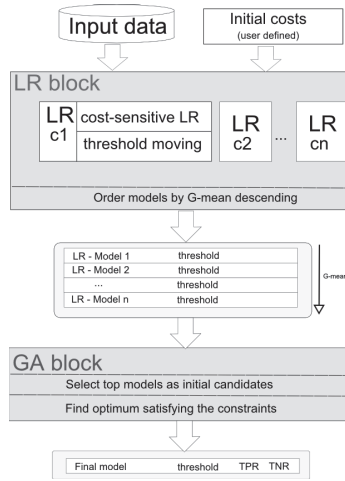 Input data
Initial costs
(user defined)
LR block
LR c1
cost-sensitive LR
threshold moving
LR c2
...
LR cn
Order models by G-mean descending
LR - Model 1 threshold
LR - Model 2 threshold
... threshold
LR - Model n threshold
G-mean
GA block
Select top models as initial candidates
Find optimum satisfying the constraints
Final model threshold TPR TNR